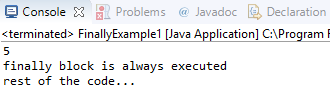 Console Problems @ Javadoc Declaration
<terminated> FinallyExample1 [Java Application] C:\Program F
5
finally block is always executed
rest of the code...